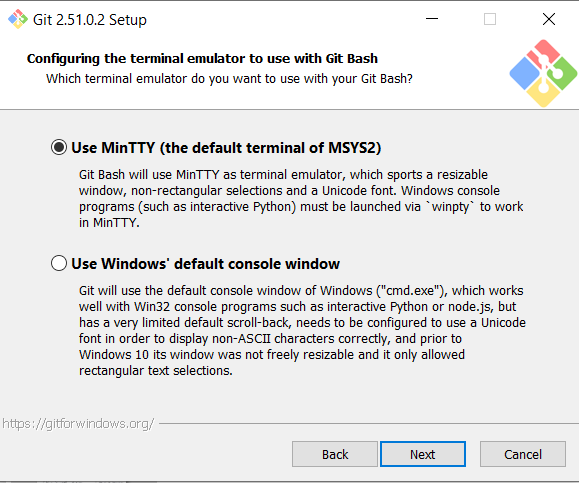 Git 2.51.0.2 Setup
Configuring the terminal emulator to use with Git Bash
Which terminal emulator do you want to use with your Git Bash?
Use MinTTY (the default terminal of MSYS2)
Git Bash will use MinTTY as terminal emulator, which sports a resizable
window, non-rectangular selections and a Unicode font. Windows console
programs (such as interactive Python) must be launched via `winpty` to work
in MinTTY.
Use Windows' default console window
Git will use the default console window of Windows ("cmd.exe"), which works
well with Win32 console programs such as interactive Python or node.js, but
has a very limited default scroll-back, needs to be configured to use a Unicode
font in order to display non-ASCII characters correctly, and prior to
Windows 10 its window was not freely resizable and it only allowed
rectangular text selections.
https://gitforwindows.org/
Back
Next
Cancel